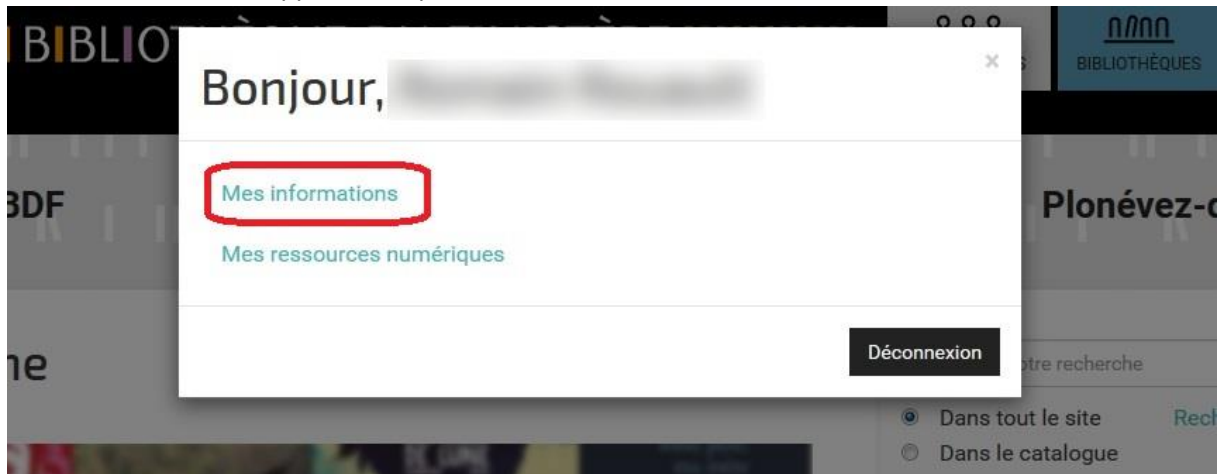 BIBLIO
BIBLIOTHÈQUES
Bonjour,
×
Mes informations
BDF
Plonévez-
Mes ressources numériques
Déconnexion
otre recherche
Dans tout le site
Rech
Dans le catalogue